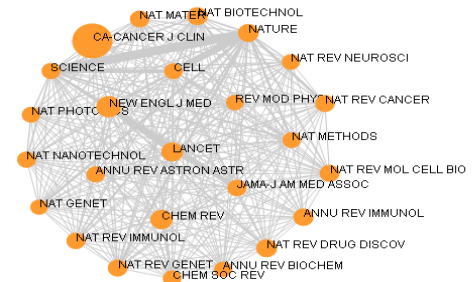 NAT MATER
NAT BIOTECHNOL
CA-CANCER J CLIN
NATURE
SCIENCE
CELL
NAT REV NEUROSCI
NEW ENGL J MED
REV MOD PHYS
NAT REV CANCER
NAT PHOTONICS
NAT METHODS
LANCET
NAT NANOTECHNOL
ANNU REV ASTRON ASTR
NAT REV MOL CELL BIO
JAMA-J AM MED ASSOC
NAT GENET
CHEM REV
ANNU REV IMMUNOL
NAT REV IMMUNOL
NAT REV DRUG DISCOV
NAT REV GENET
ANNU REV BIOCHEM
CHEM SOC REV